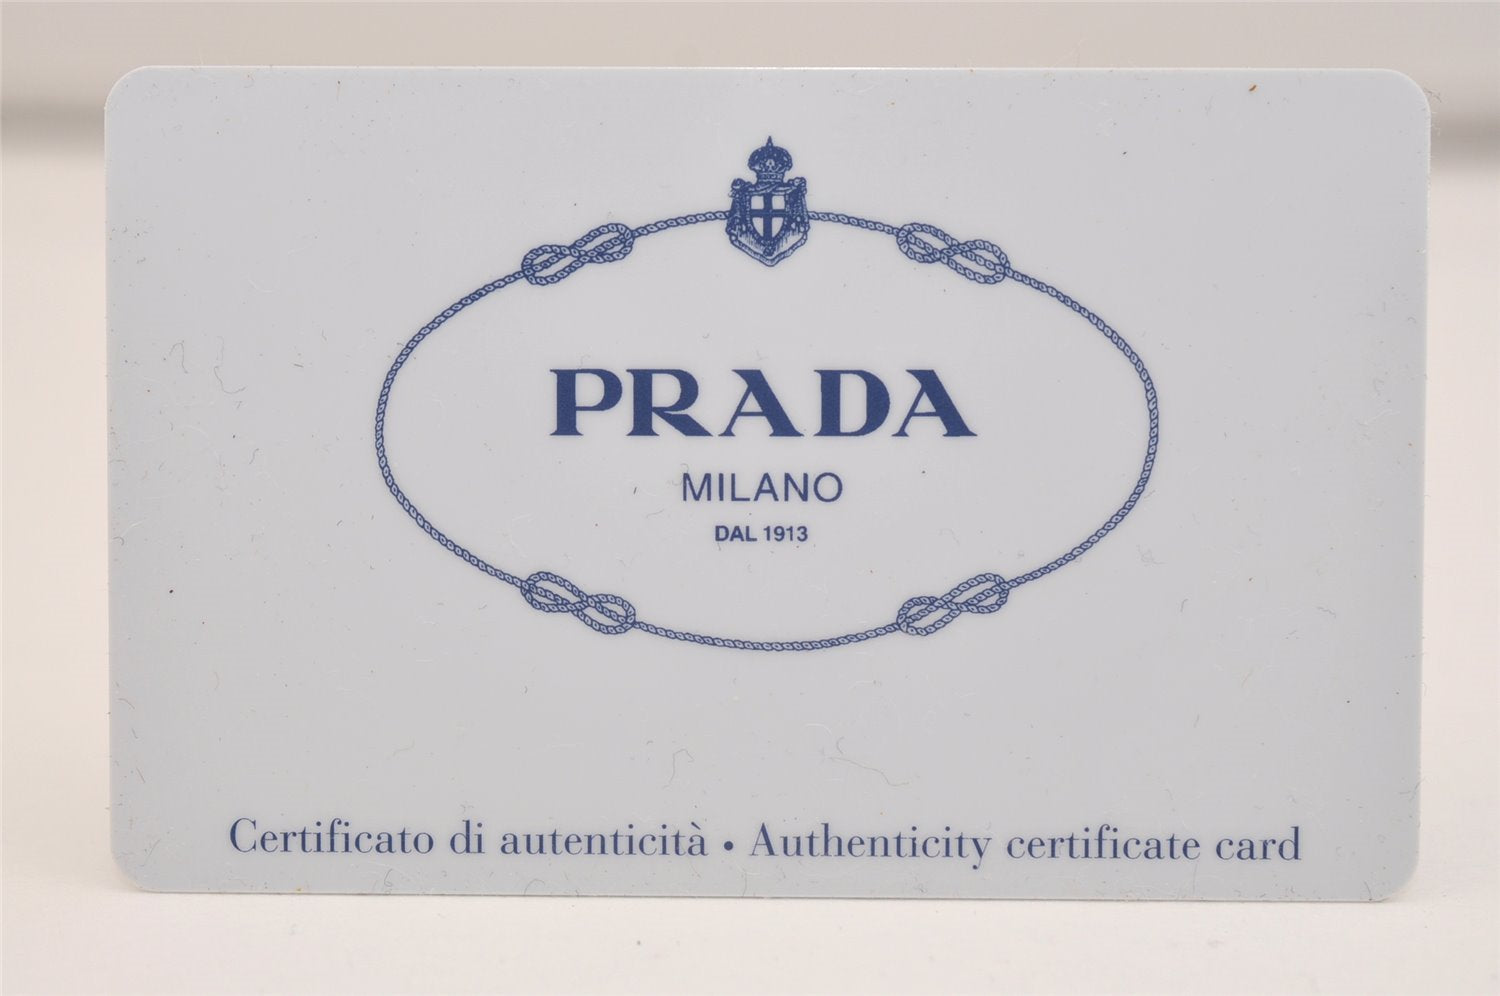 PRADA
MILANO
DAL 1913
Certificato di autenticità • Authenticity certificate card